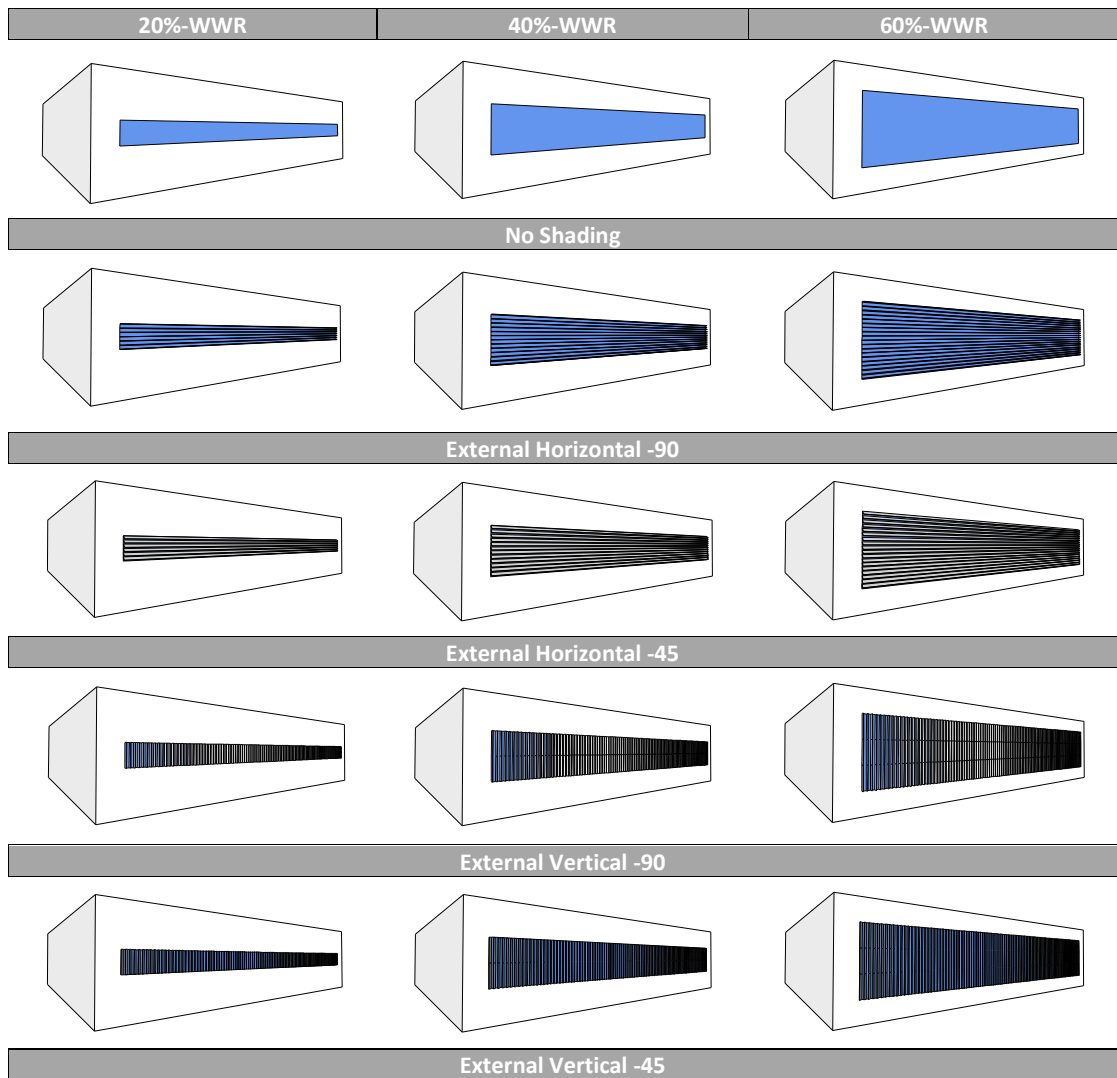 20%-WWR 40%-WWR 60%-WWR
No Shading
External Horizontal -90
External Horizontal -45
External Vertical -90
External Vertical -45